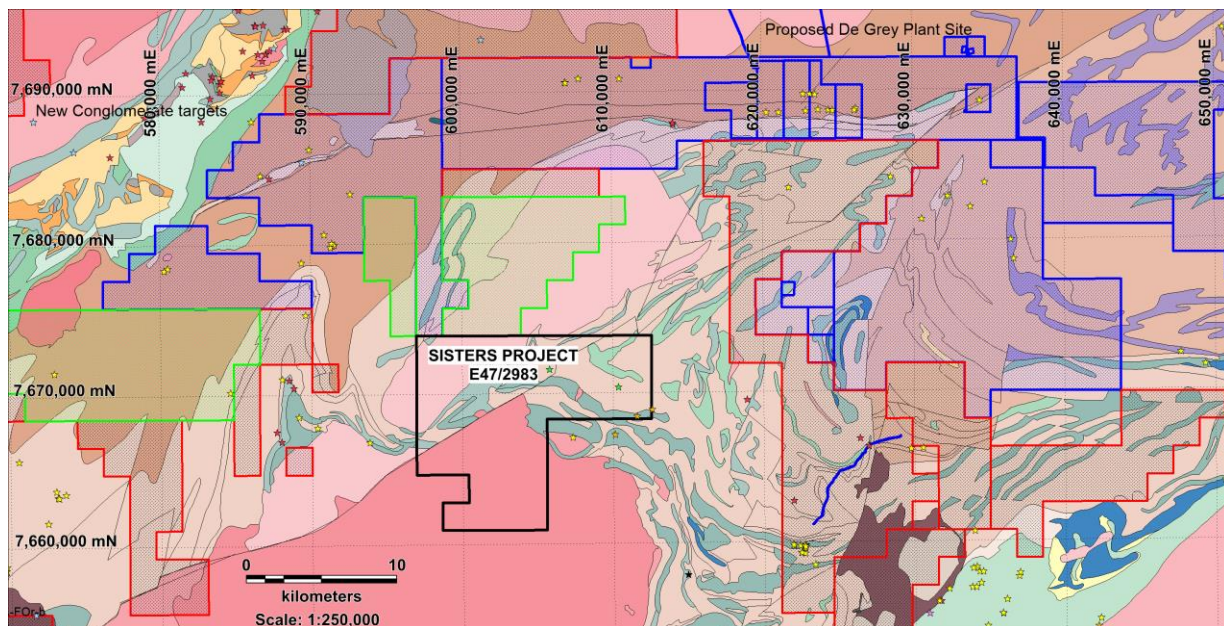 Proposed De Grey Plant Site
7,690,000 mN
New Conglomerate targets
580,000 mE
590,000 mE
600,000 mE
610,000 mE
620,000 mE
630,000 mE
640,000 mE
650,000 mE
7,680,000 mN
SISTERS PROJECT
E47/2983
7,670,000 mN
7,660,000 mN
0 10
kilometers
Scale: 1:250,000
-FOr-b